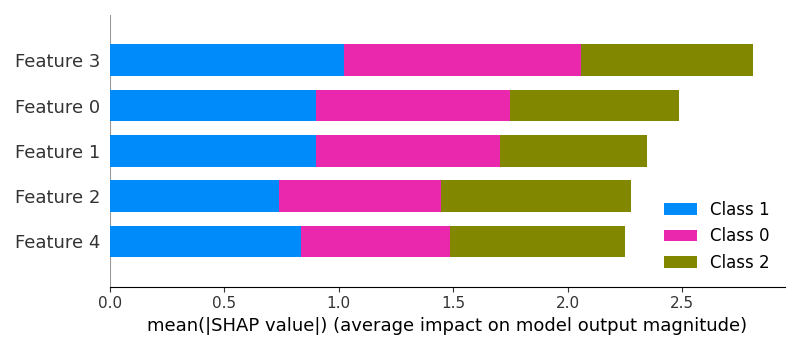 Feature 3
Feature 0
Feature 1
Feature 2
Feature 4
Class 1
Class 0
Class 2
0.0 0.5 1.0 1.5 2.0 2.5
mean(|SHAP value|) (average impact on model output magnitude)